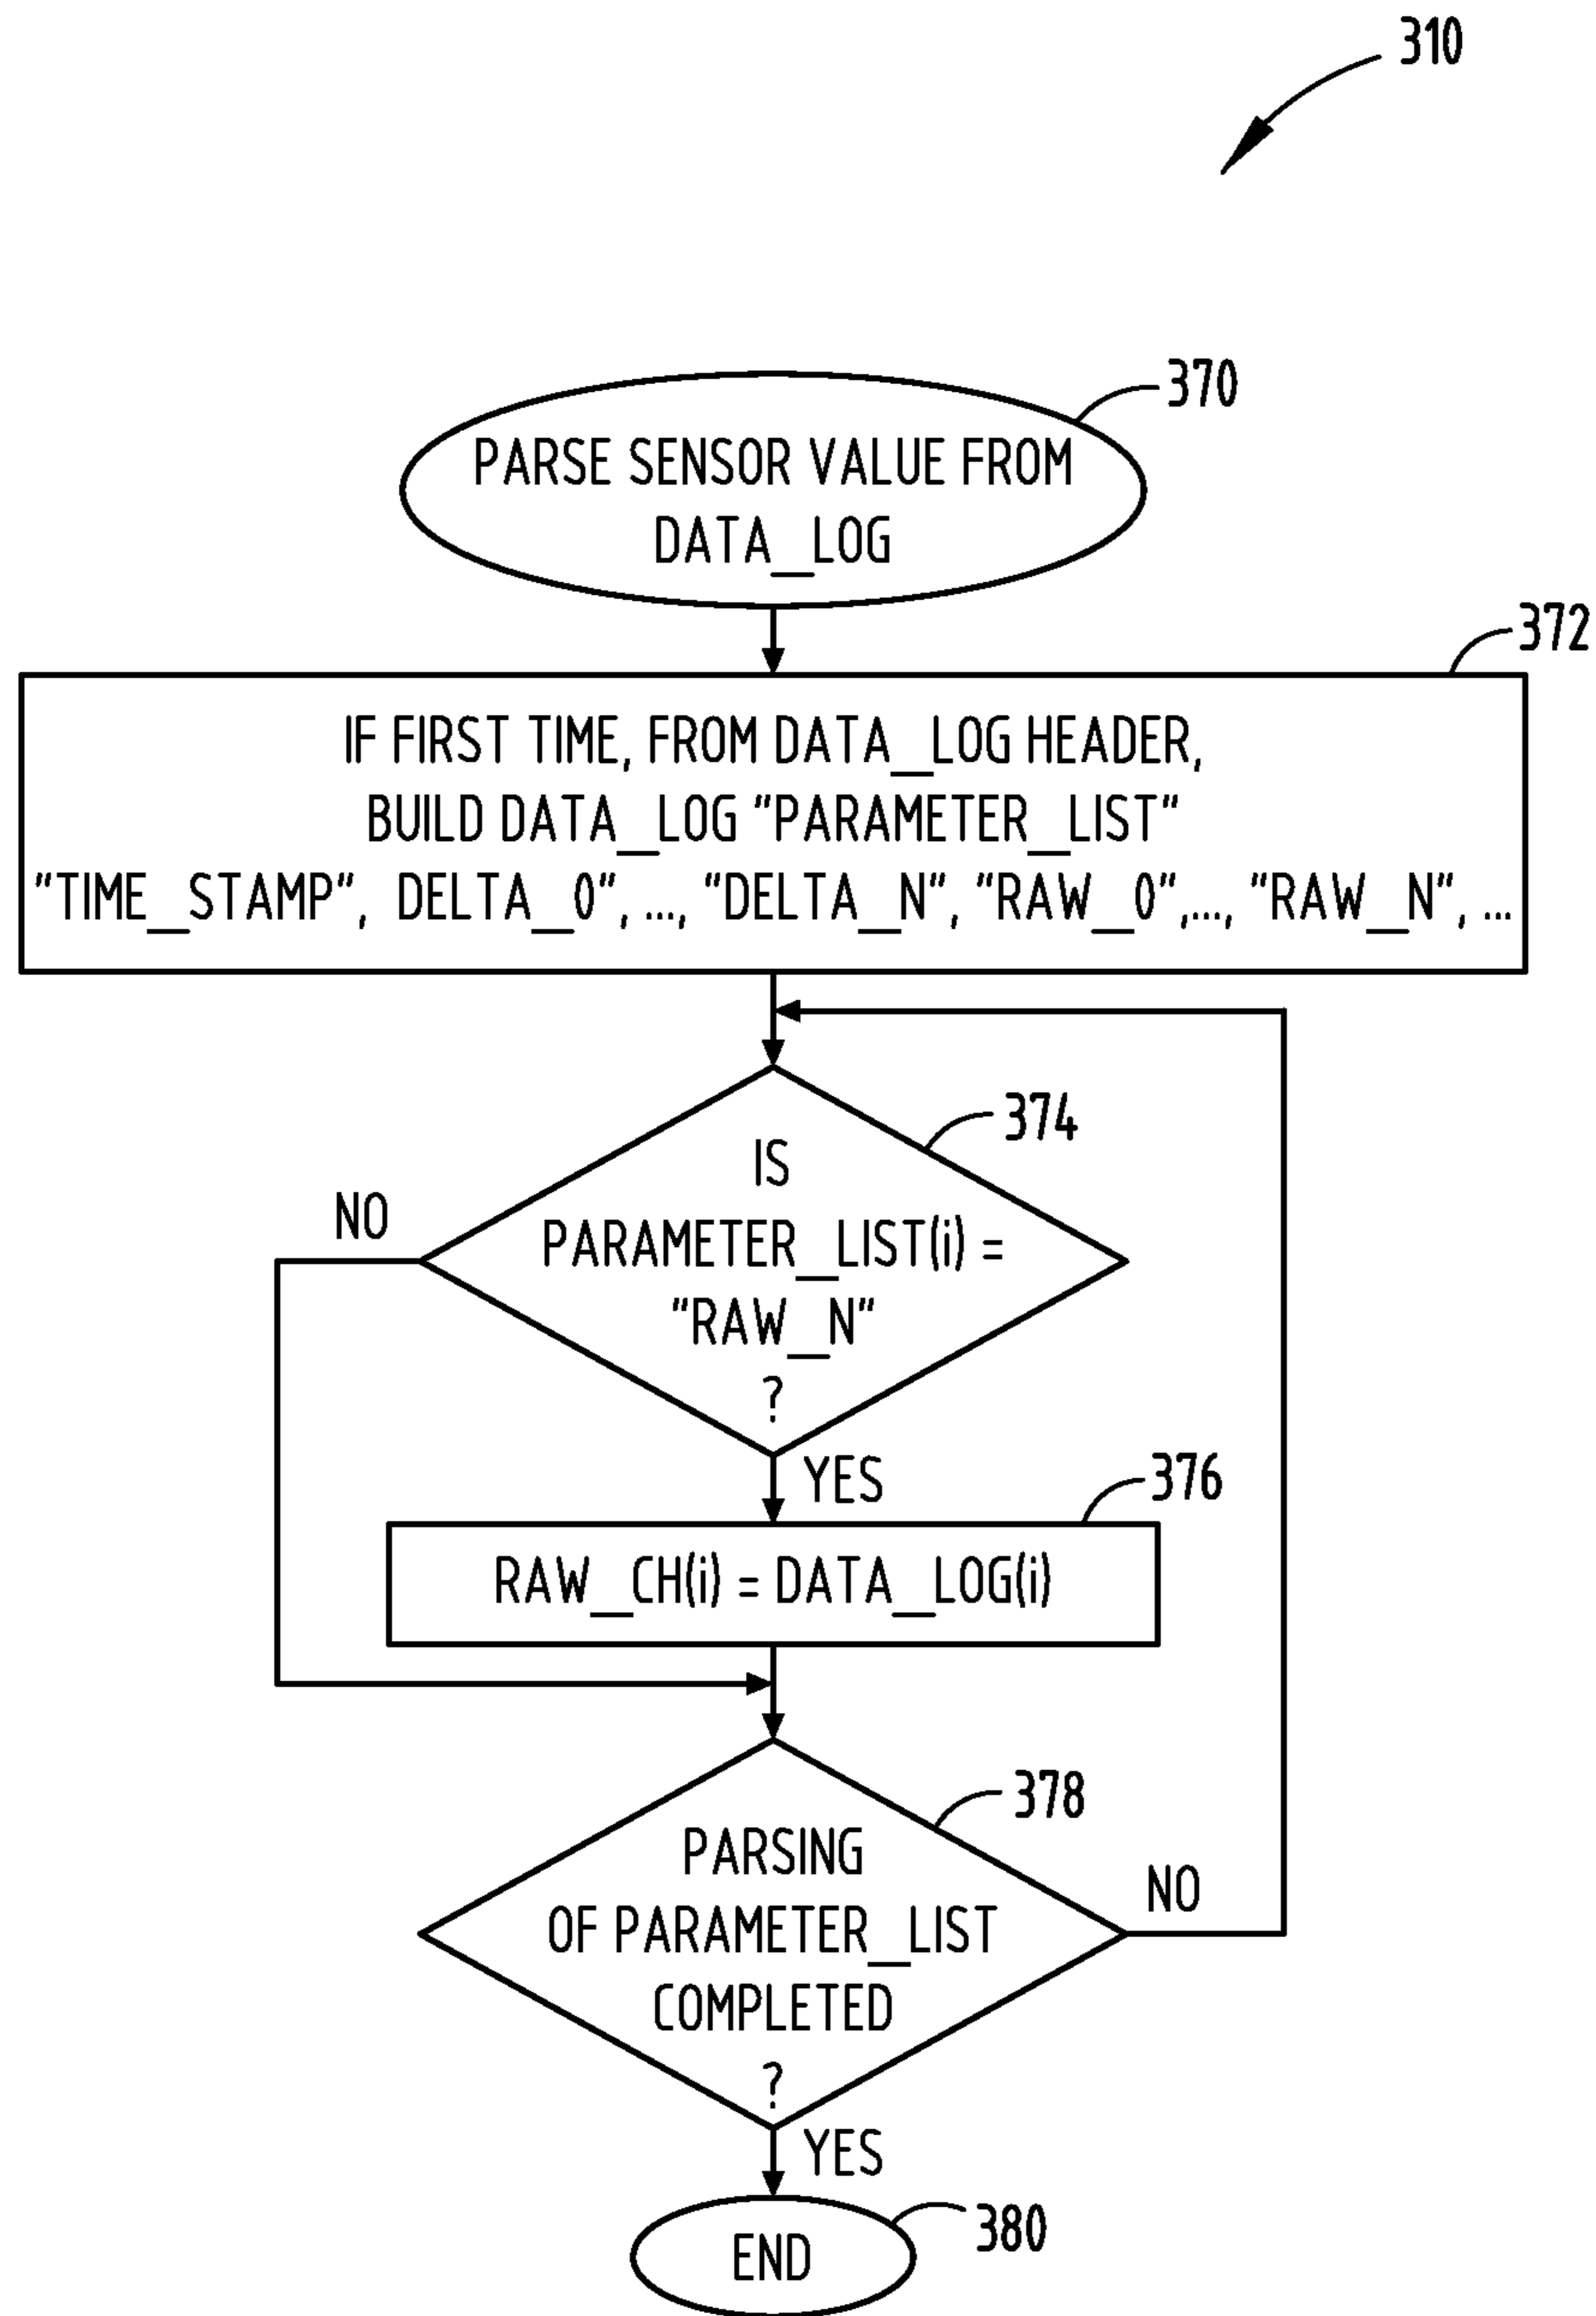 310
370
PARSE SENSOR VALUE FROM
DATA_LOG
372
IF FIRST TIME, FROM DATA_LOG HEADER,
BUILD DATA_LOG "PARAMETER_LIST"
"TIME_STAMP", DELTA_0", ..., "DELTA_N", "RAW_0",..., "RAW_N", ...
374
IS
PARAMETER_LIST(i) =
"RAW_N"
?
NO
YES
376
RAW_CH(i) = DATA_LOG(i)
378
PARSING
OF PARAMETER_LIST
COMPLETED
?
NO
YES
END
380